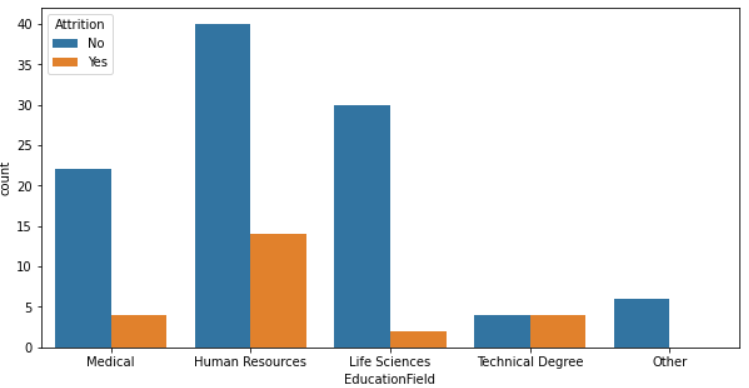 Attrition
No
Yes
40
35
30
25
20
15
10
5
0
count
Medical Human Resources Life Sciences Technical Degree Other
EducationField